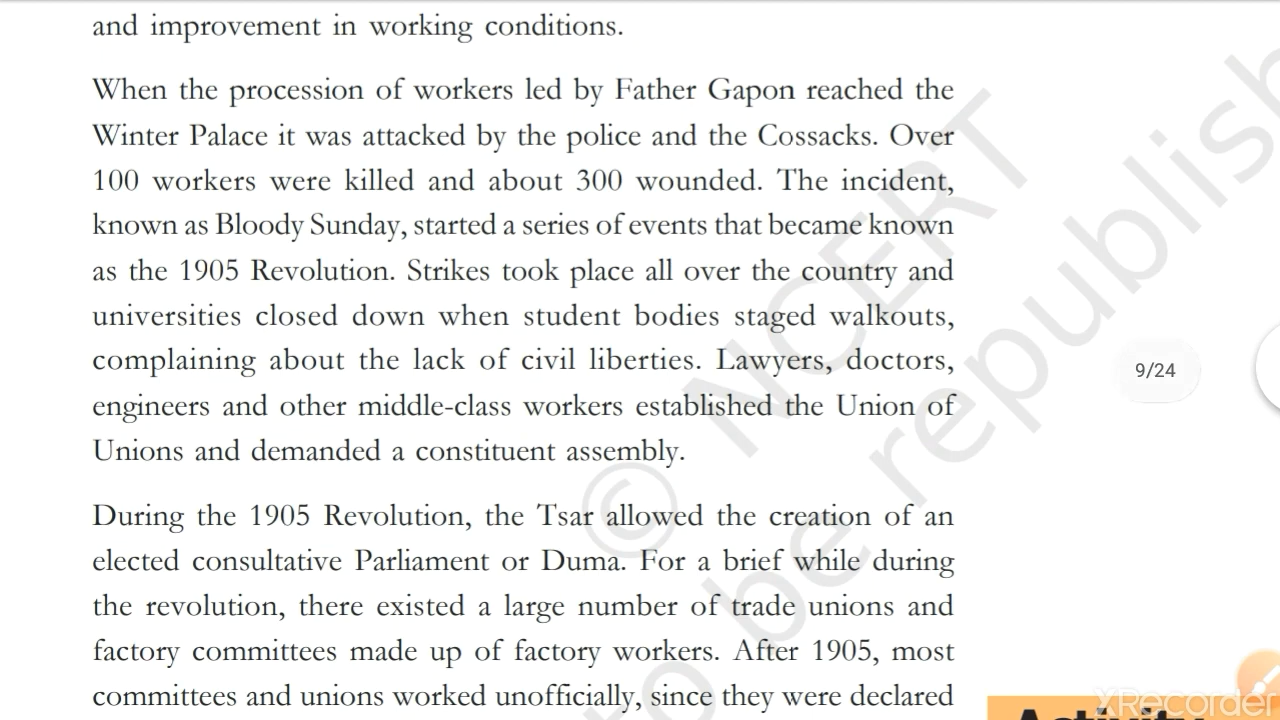 and improvement in working conditions.
When the procession of workers led by Father Gapon reached the
Winter Palace it was attacked by the police and the Cossacks. Over
100 workers were killed and about 300 wounded. The incident,
known as Bloody Sunday, started a series of events that became known
as the 1905 Revolution. Strikes took place all over the country and
universities closed down when student bodies staged walkouts,
complaining about the lack of civil liberties. Lawyers, doctors,
engineers and other middle-class workers established the Union of
Unions and demanded a constituent assembly.
During the 1905 Revolution, the Tsar allowed the creation of an
elected consultative Parliament or Duma. For a brief while during
the revolution, there existed a large number of trade unions and
factory committees made up of factory workers. After 1905, most
committees and unions worked unofficially, since they were declared
© NCERT
to be republish
9/24
Activity
XRecorder